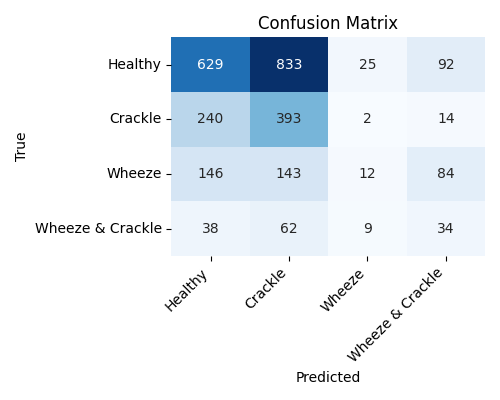 Confusion Matrix
True
Healthy 629 833 25 92
Crackle 240 393 2 14
Wheeze 146 143 12 84
Wheeze & Crackle 38 62 9 34
Healthy Crackle Wheeze Wheeze & Crackle
Predicted